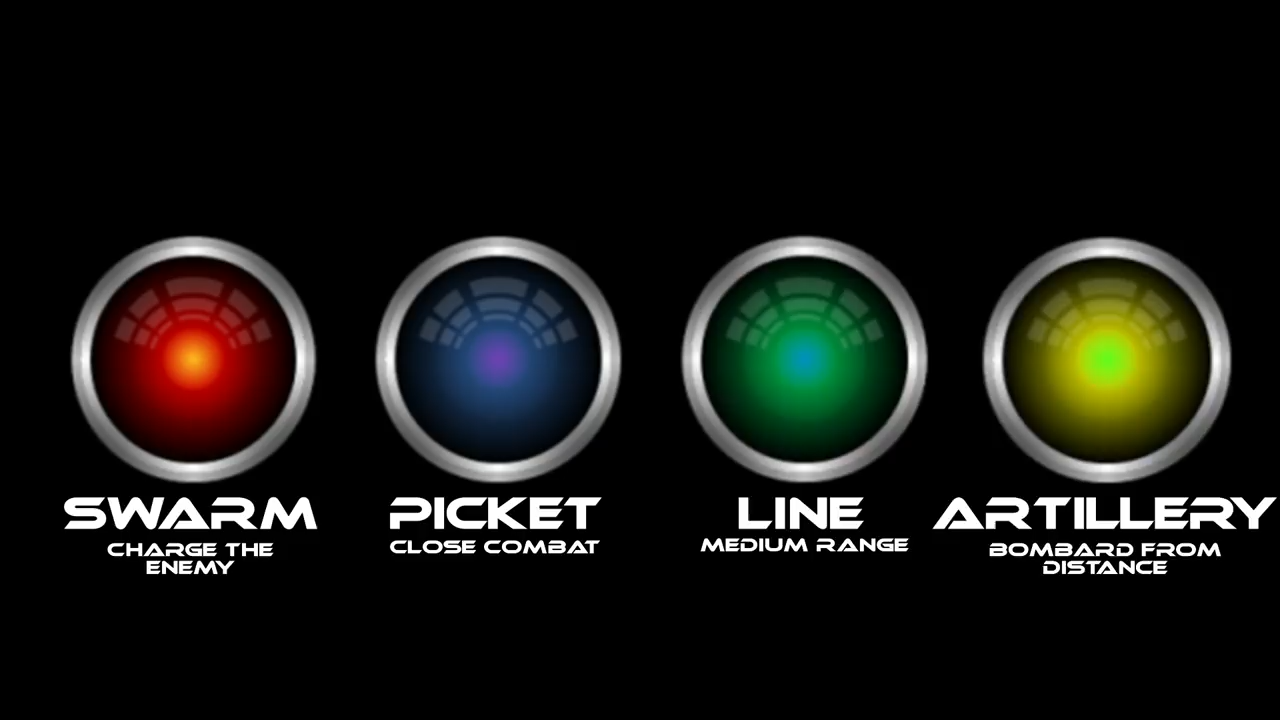 SWARM
CHARGE THE
ENEMY
PICKET
CLOSE COMBAT
LINE
MEDIUM RANGE
ARTILLERY
BOMBARD FROM
DISTANCE